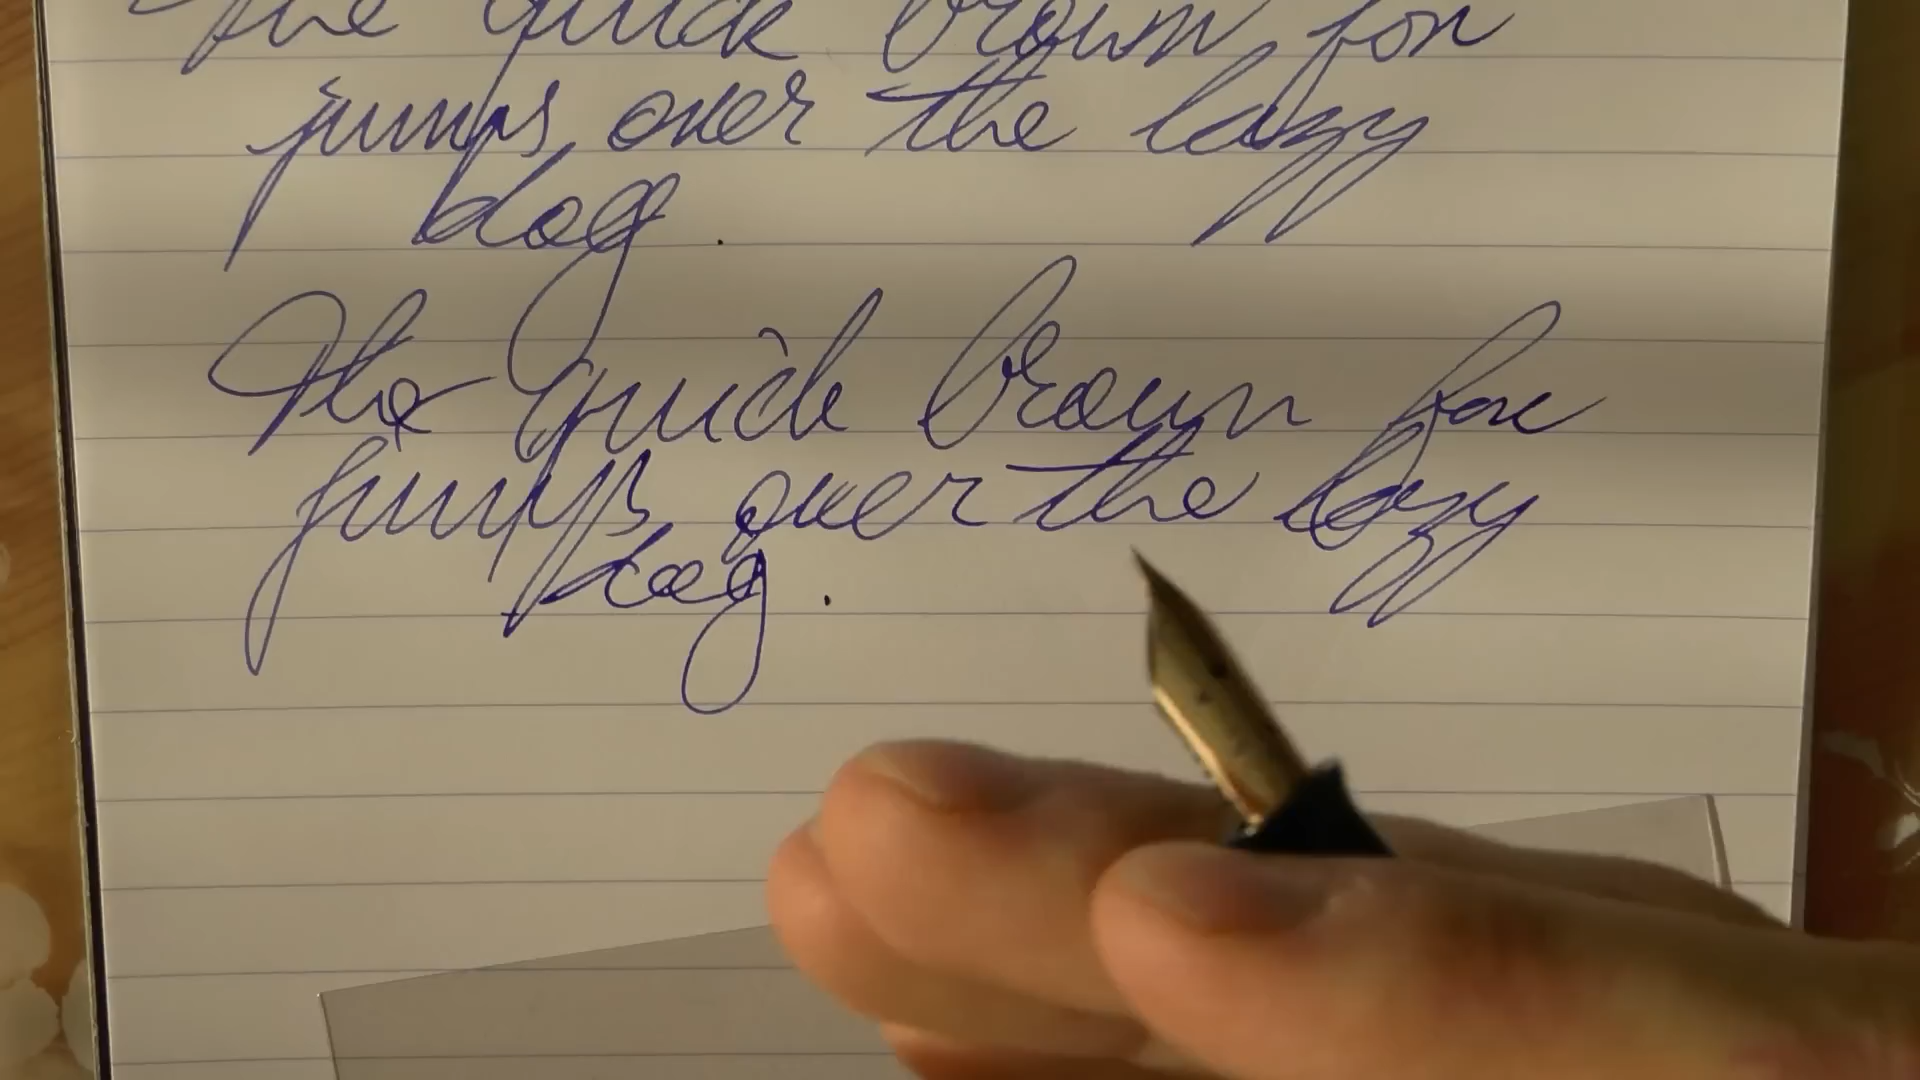 The quick brown fox
jumps over the lazy
dog.
The quick brown fox
jumps over the lazy
dog.